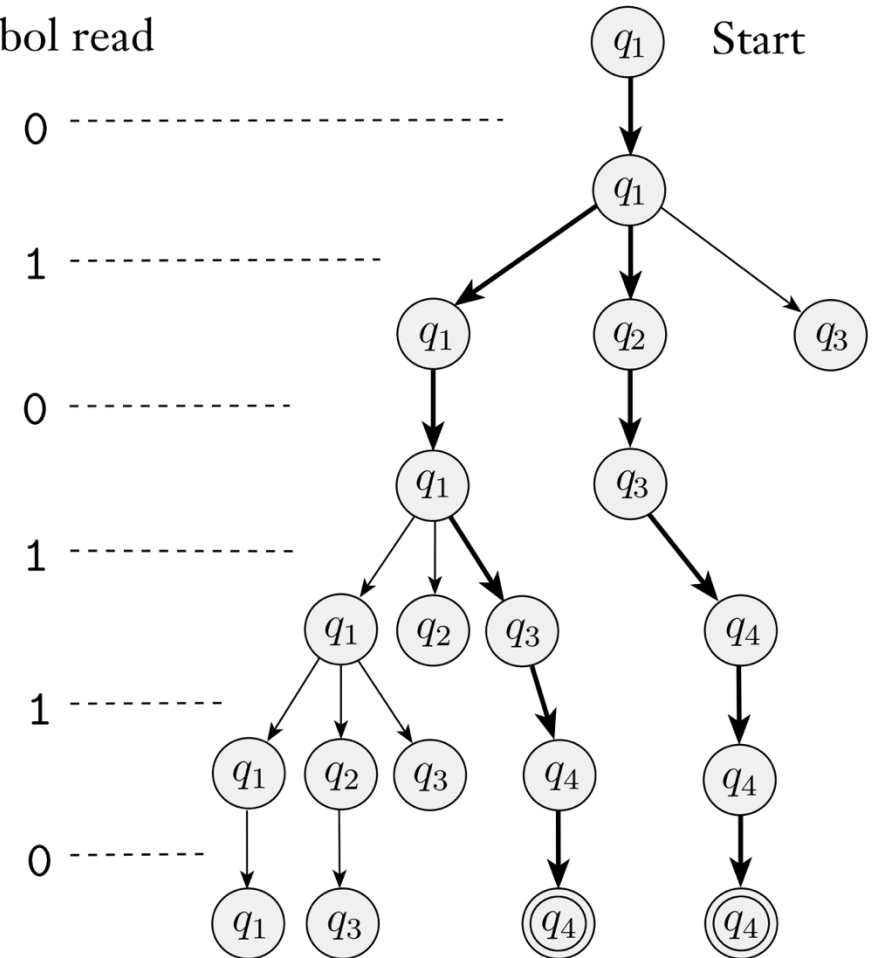 bol read
q₁ Start
0
q₁
1
q₁ q₂ q₃
0
q₁ q₃
1
q₁ q₂ q₃ q₄
1
q₁ q₂ q₃ q₄ q₄
0
q₁ q₃ q₄ q₄